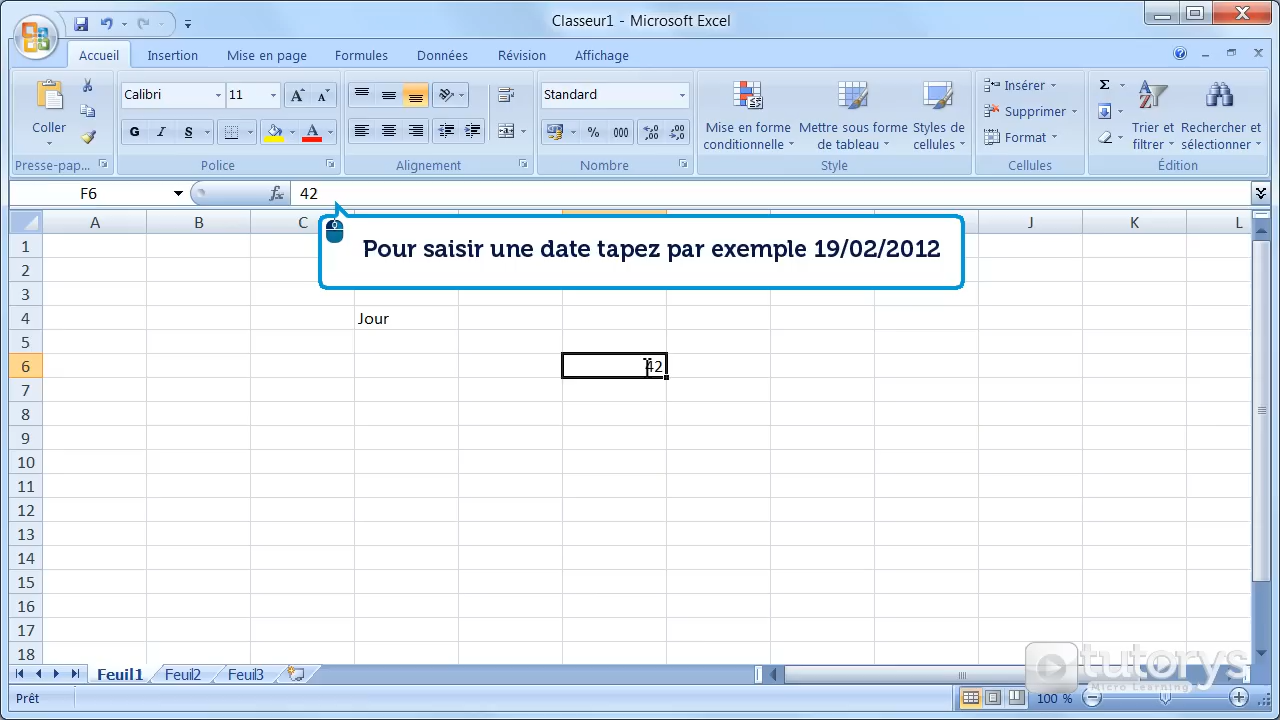 Classeur1 - Microsoft Excel
Accueil Insertion Mise en page Formules Données Révision Affichage
Coller
Presse-pap...
Calibri 11
G I S
Police
Alignement
Standard
% 000
Nombre
Mise en forme conditionnelle
Mettre sous forme de tableau
Styles de cellules
Style
Insérer
Supprimer
Format
Cellules
Σ
Trier et filtrer
Rechercher et sélectionner
Édition
F6 fx 42
A B C J K L
Pour saisir une date tapez par exemple 19/02/2012
1
2
3
4 Jour
5
6 42
7
8
9
10
11
12
13
14
15
16
17
18
Feuil1 Feuil2 Feuil3
tutorys
Micro Learning
Prêt 100 %